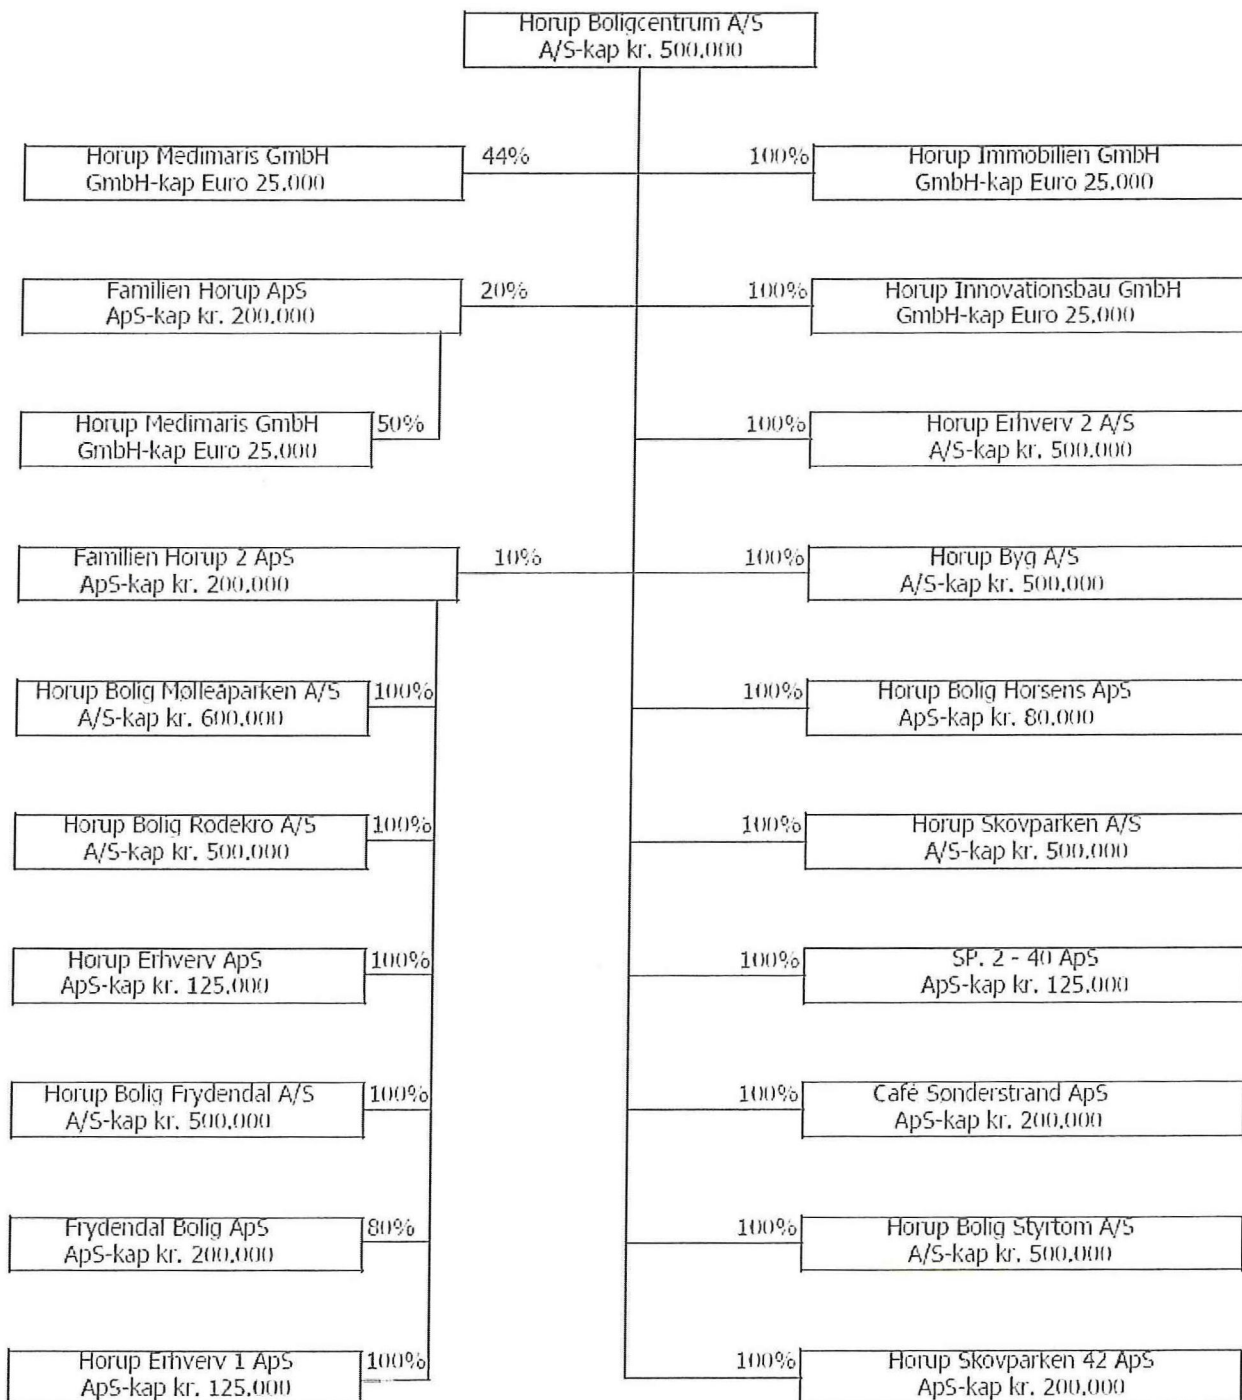 Horup Boligcentrum A/S
A/S-kap kr. 500.000
Horup Medimaris GmbH
GmbH-kap Euro 25.000
44%
100%
Horup Immobilien GmbH
GmbH-kap Euro 25.000
Familien Horup ApS
ApS-kap kr. 200.000
20%
100%
Horup Innovationsbau GmbH
GmbH-kap Euro 25.000
Horup Medimaris GmbH
GmbH-kap Euro 25.000
50%
100%
Horup Erhverv 2 A/S
A/S-kap kr. 500.000
Familien Horup 2 ApS
ApS-kap kr. 200.000
10%
100%
Horup Byg A/S
A/S-kap kr. 500.000
Horup Bolig Mølleåparken A/S
A/S-kap kr. 600.000
100%
100%
Horup Bolig Horsens ApS
ApS-kap kr. 80.000
Horup Bolig Rodekro A/S
A/S-kap kr. 500.000
100%
100%
Horup Skovparken A/S
A/S-kap kr. 500.000
Horup Erhverv ApS
ApS-kap kr. 125.000
100%
100%
SP. 2 - 40 ApS
ApS-kap kr. 125.000
Horup Bolig Frydendal A/S
A/S-kap kr. 500.000
100%
100%
Café Sonderstrand ApS
ApS-kap kr. 200.000
Frydendal Bolig ApS
ApS-kap kr. 200.000
80%
100%
Horup Bolig Styrtom A/S
A/S-kap kr. 500.000
Horup Erhverv 1 ApS
ApS-kap kr. 125.000
100%
100%
Horup Skovparken 42 ApS
ApS-kap kr. 200.000